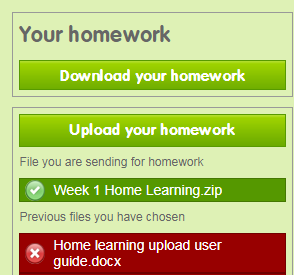 Your homework
Download your homework
Upload your homework
File you are sending for homework
Week 1 Home Learning.zip
Previous files you have chosen
Home learning upload user
guide.docx